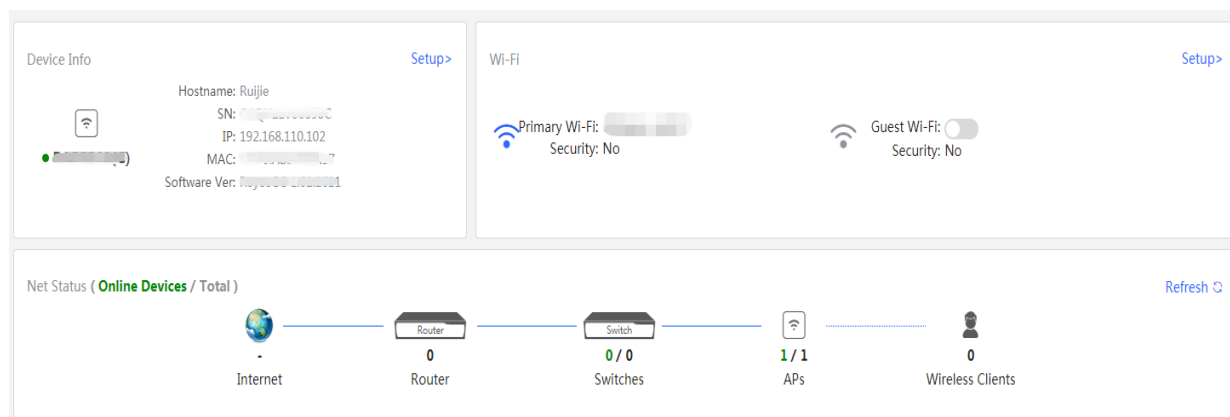 Device Info
Setup>
Hostname: Ruijie
SN:
IP: 192.168.110.102
MAC:
Software Ver:
Wi-Fi
Setup>
Primary Wi-Fi:
Security: No
Guest Wi-Fi:
Security: No
Net Status ( Online Devices / Total )
Refresh
Router
Switch
-
0
0 / 0
1 / 1
0
Internet
Router
Switches
APs
Wireless Clients